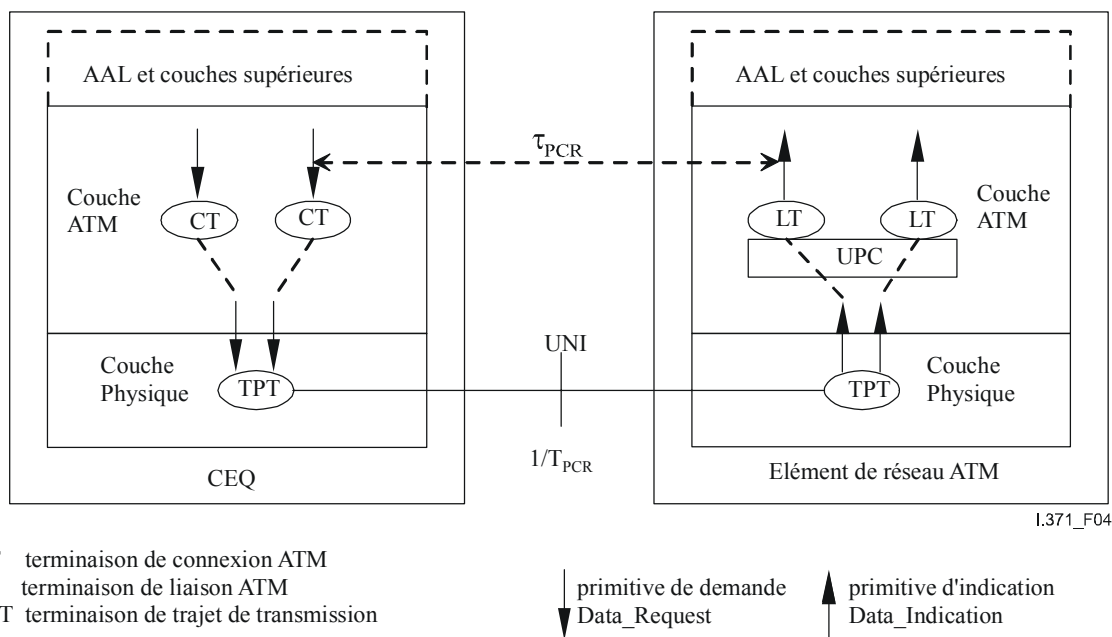 AAL et couches supérieures
AAL et couches supérieures
τPCR
Couche
ATM
CT
CT
LT
LT
Couche
ATM
UPC
UNI
Couche
Physique
TPT
TPT
Couche
Physique
1/TPCR
CEQ
Elément de réseau ATM
I.371_F04
terminaison de connexion ATM
terminaison de liaison ATM
T terminaison de trajet de transmission
primitive de demande
Data_Request
primitive d'indication
Data_Indication